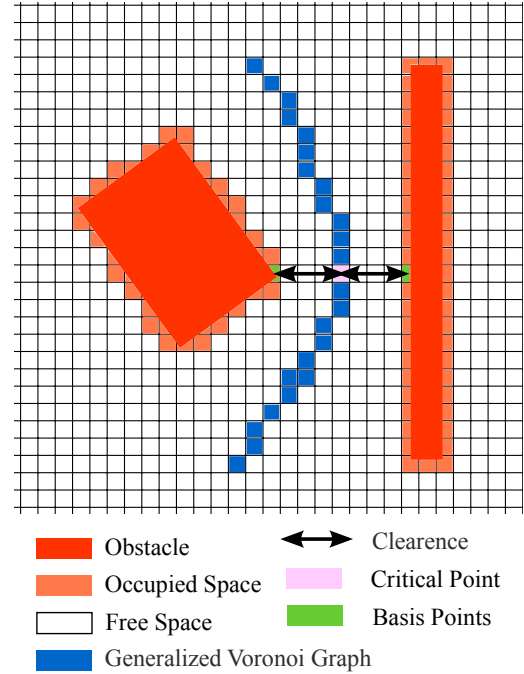 Obstacle
Occupied Space
Free Space
Generalized Voronoi Graph
Clearence
Critical Point
Basis Points